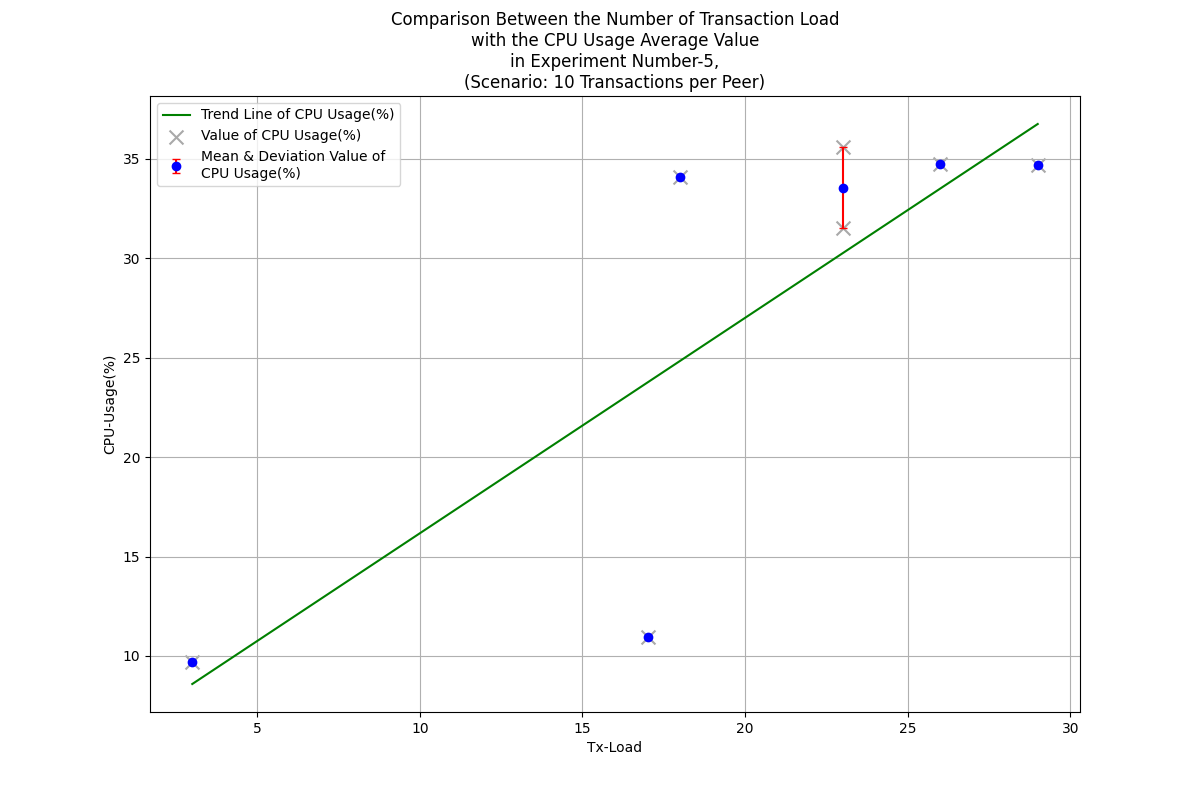 Comparison Between the Number of Transaction Load
with the CPU Usage Average Value
in Experiment Number-5,
(Scenario: 10 Transactions per Peer)
Trend Line of CPU Usage(%)
Value of CPU Usage(%)
Mean & Deviation Value of
CPU Usage(%)
CPU-Usage(%)
35
30
25
20
15
10
5
10
15
20
25
30
Tx-Load